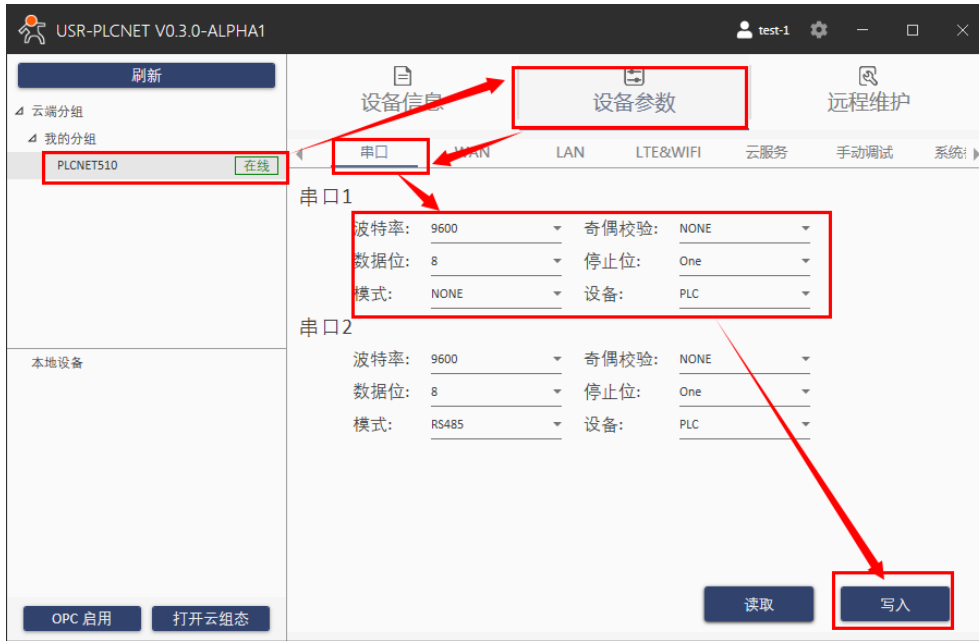 USR-PLCNET V0.3.0-ALPHA1
test-1
刷新
云端分组
我的分组
PLCNET510 在线
本地设备
OPC 启用 打开云组态
设备信息 设备参数 远程维护
串口 WAN LAN LTE&WIFI 云服务 手动调试
串口1
波特率: 9600 奇偶校验: NONE
数据位: 8 停止位: One
模式: NONE 设备: PLC
串口2
波特率: 9600 奇偶校验: NONE
数据位: 8 停止位: One
模式: RS485 设备: PLC
读取 写入